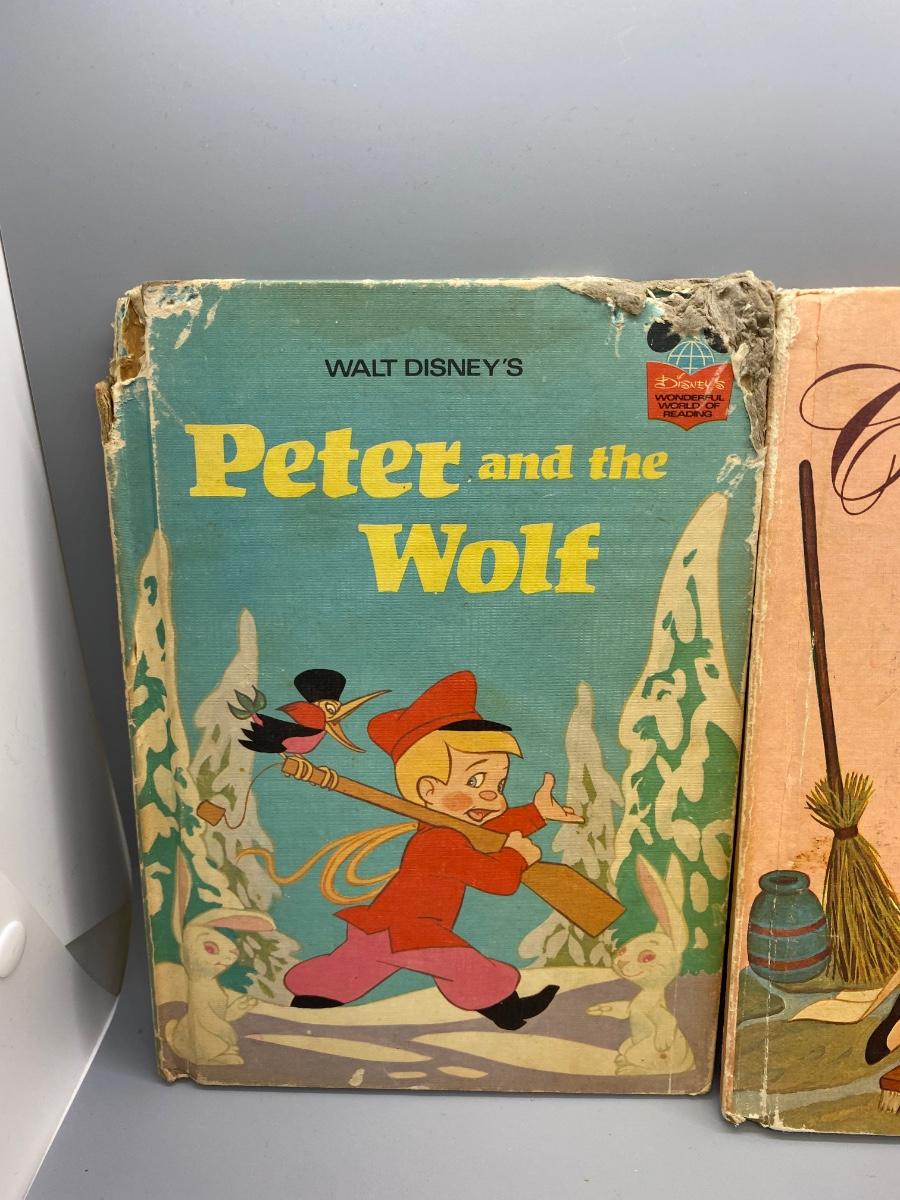 WALT DISNEY'S
Peter and the
Wolf
DISNEY'S
WONDERFUL
WORLD OF
READING
C